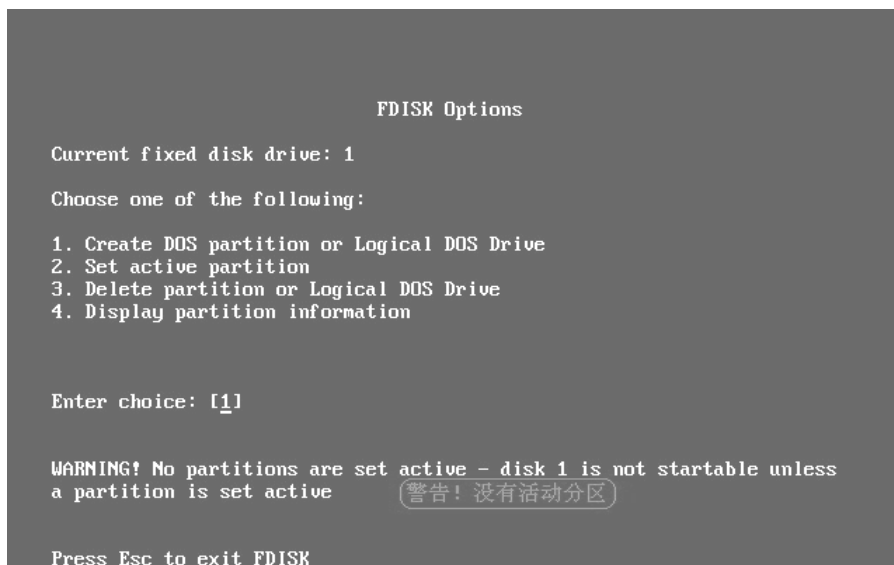 FDISK Options
Current fixed disk drive: 1
Choose one of the following:
1. Create DOS partition or Logical DOS Drive
2. Set active partition
3. Delete partition or Logical DOS Drive
4. Display partition information
Enter choice: [1]
WARNING! No partitions are set active - disk 1 is not startable unless
a partition is set active 警告！没有活动分区
Press Esc to exit FDISK